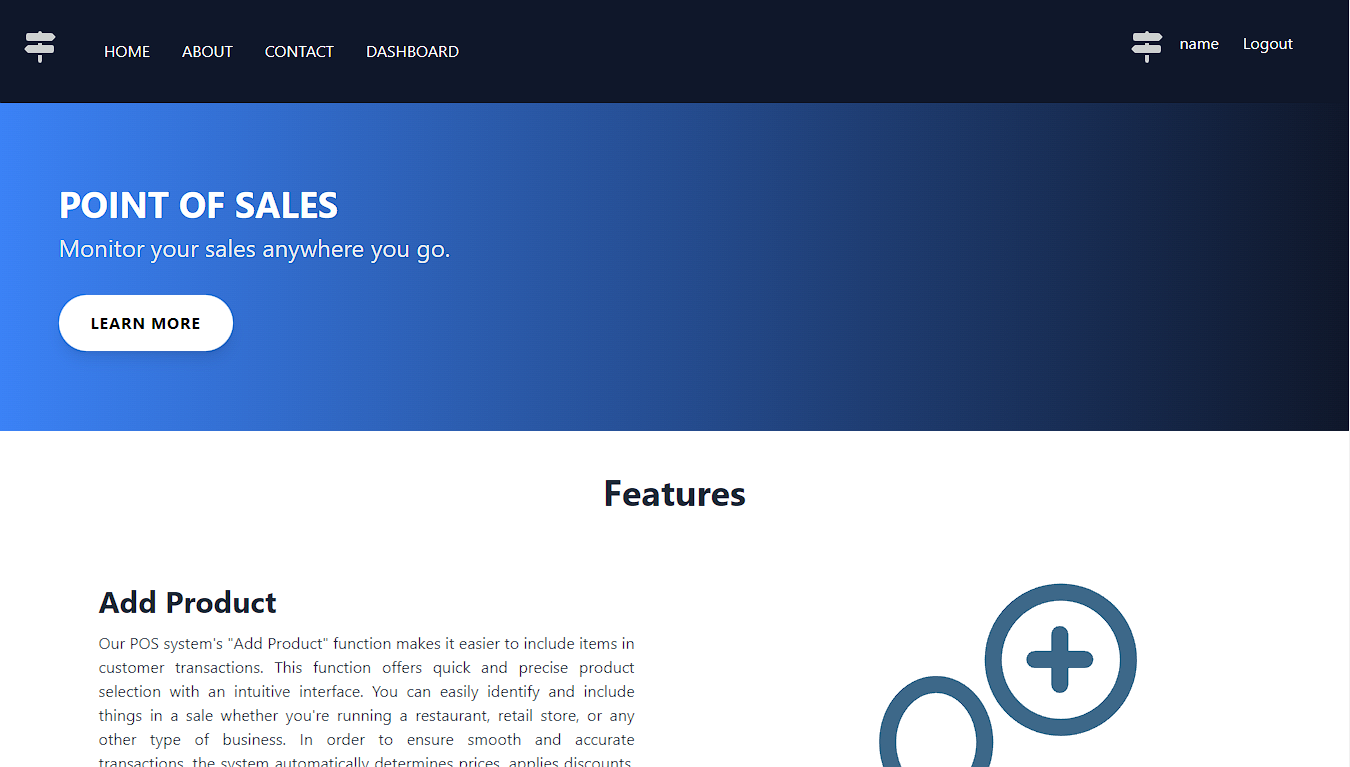 HOME ABOUT CONTACT DASHBOARD name Logout
POINT OF SALES
Monitor your sales anywhere you go.
LEARN MORE
Features
Add Product
Our POS system's "Add Product" function makes it easier to include items in
customer transactions. This function offers quick and precise product
selection with an intuitive interface. You can easily identify and include
things in a sale whether you're running a restaurant, retail store, or any
other type of business. In order to ensure smooth and accurate
transactions, the system automatically determines prices, applies discounts,